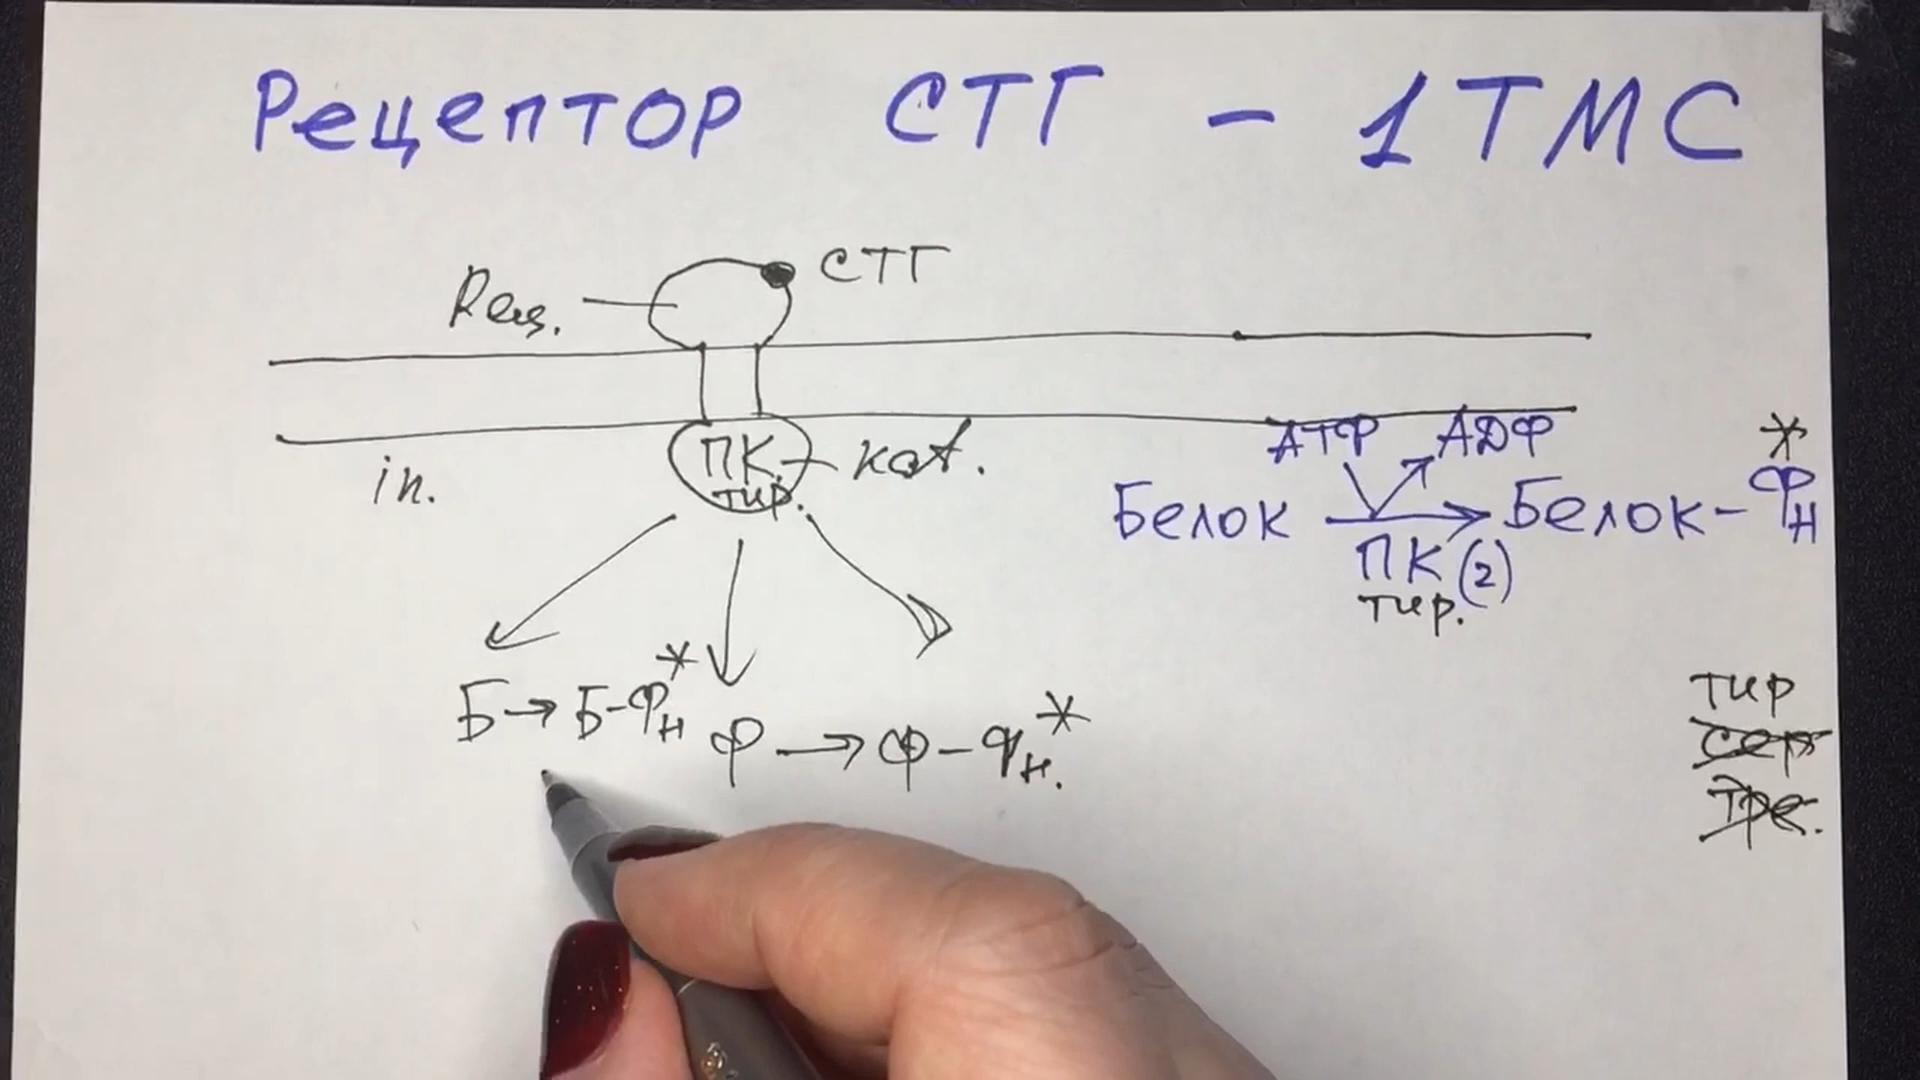 Рецептор СТГ - 1ТМС
СТГ
Рец.
ПК
тир.
кат.
in.
АТФ АДФ
Белок → Белок - Фн *
ПК (2)
тир.
Б → Б-Фн *
Ф → Ф - Фн. *
тир
сер
тре.